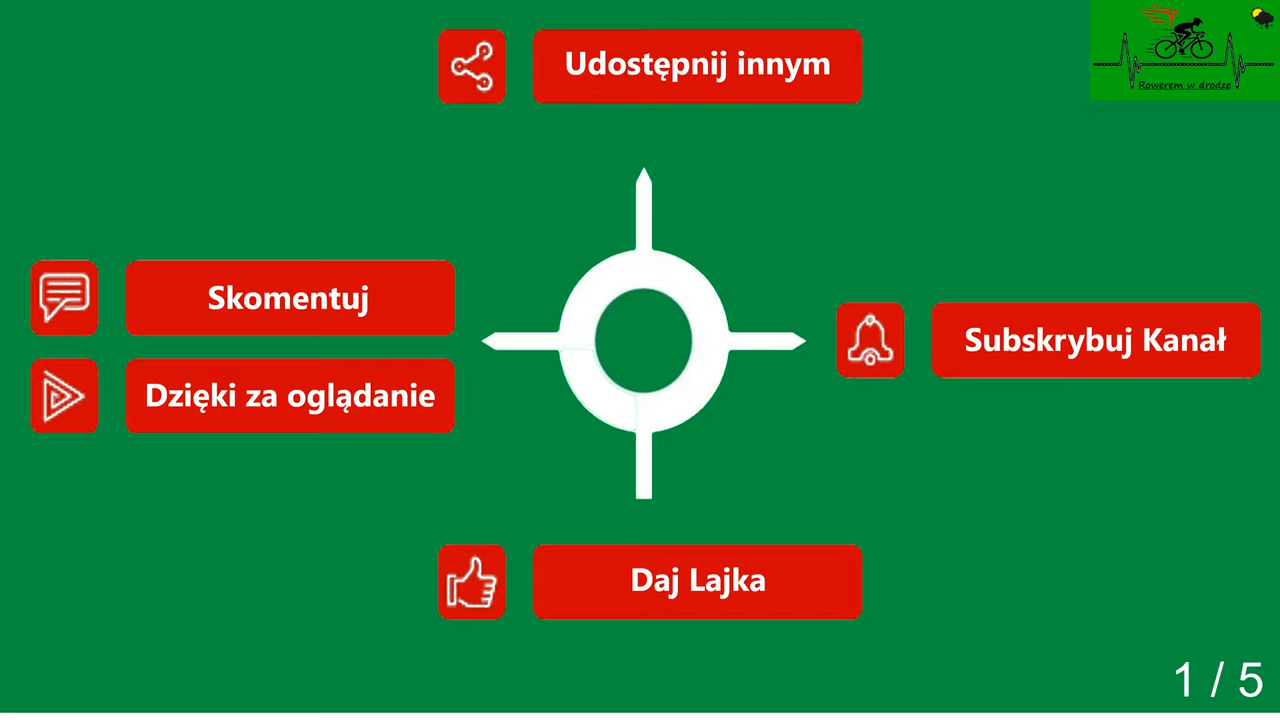 Udostępnij innym
Rowerem w drodze
Skomentuj
Subskrybuj Kanał
Dzięki za oglądanie
Daj Lajka
1 / 5